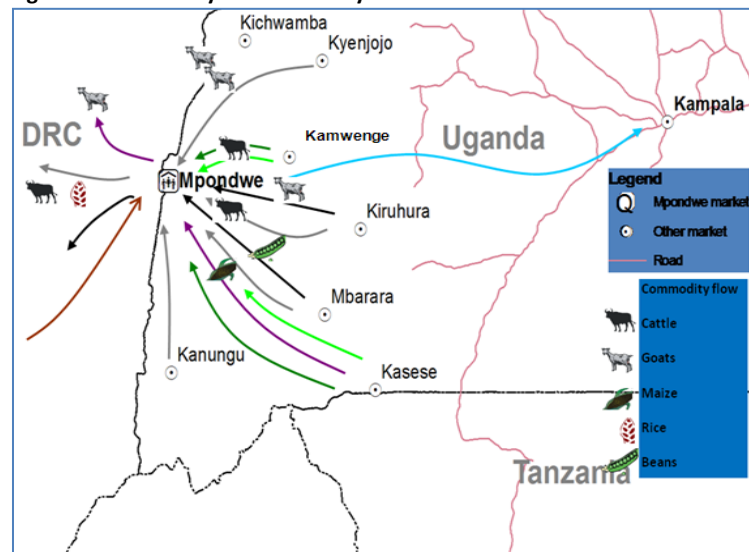 Kichwamba
Kyenjojo
DRC
Kamwenge
Uganda
Kampala
Mpondwe
Kiruhura
Mbarara
Kanungu
Kasese
Tanzania
Legend
Mpondwe market
Other market
Road
Commodity flow
Cattle
Goats
Maize
Rice
Beans